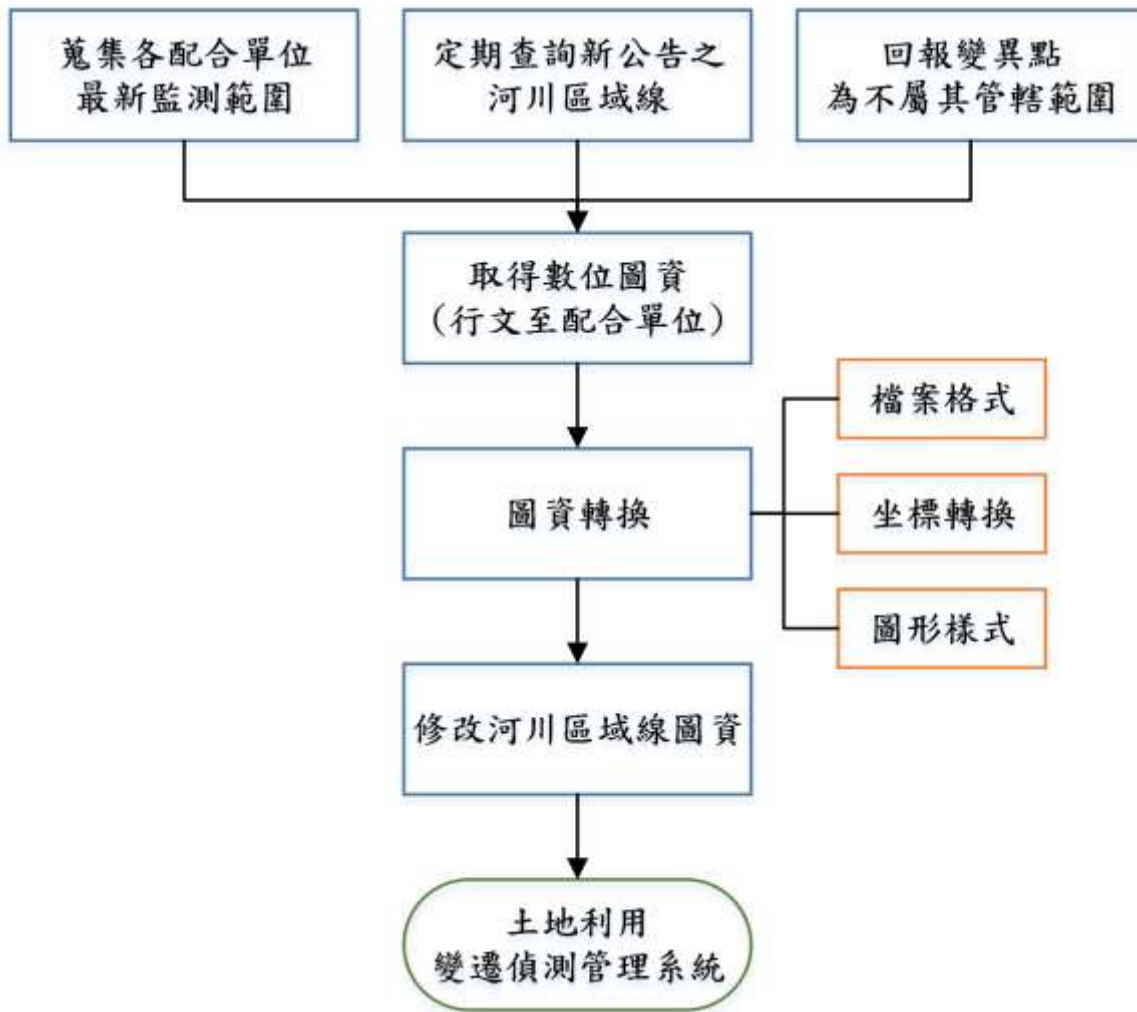 蒐集各配合單位
最新監測範圍
定期查詢新公告之
河川區域線
回報變異點
為不屬其管轄範圍
取得數位圖資
(行文至配合單位)
檔案格式
圖資轉換
坐標轉換
圖形樣式
修改河川區域線圖資
土地利用
變遷偵測管理系統